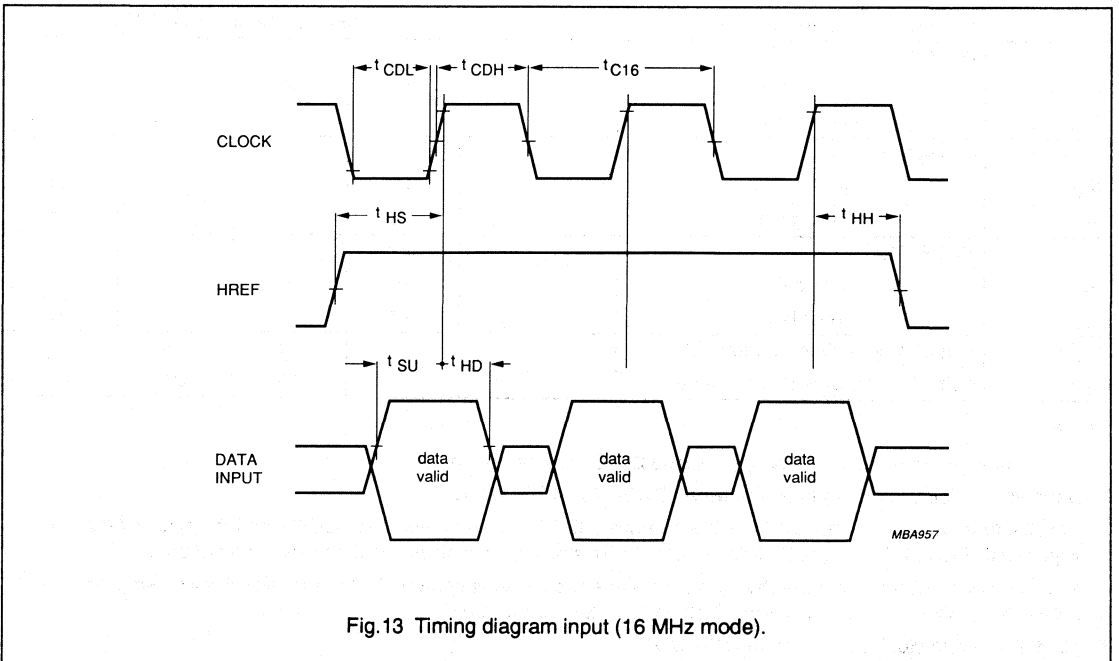 t CDL
t CDH
t C16
CLOCK
t HS
t HH
HREF
t SU
t HD
DATA
INPUT
data
valid
data
valid
data
valid
MBA957
Fig.13 Timing diagram input (16 MHz mode).